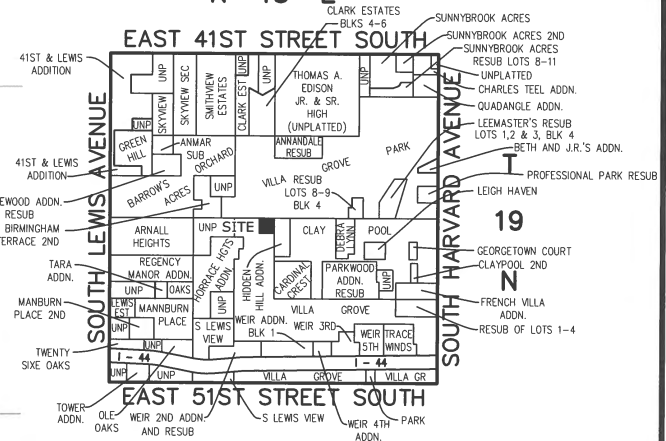 CLARK ESTATES
BLKS 4-6
SUNNYBROOK ACRES
SUNNYBROOK ACRES 2ND
SUNNYBROOK ACRES
RESUB LOTS 8-11
UNPLATTED
CHARLES TEEL ADDN.
QUADANGLE ADDN.
LEEMASTER'S RESUB
LOTS 1,2 & 3, BLK 4
BETH AND J.R.'S ADDN.
PROFESSIONAL PARK RESUB
LEIGH HAVEN
T
19
N
GEORGETOWN COURT
CLAYPOOL 2ND
FRENCH VILLA
ADDN.
RESUB OF LOTS 1-4
EAST 41ST STREET SOUTH
SOUTH LEWIS AVENUE
SOUTH HARVARD AVENUE
EAST 51ST STREET SOUTH
41ST & LEWIS
ADDITION
41ST & LEWIS
ADDITION
EWOOD ADDN.
RESUB
BIRMINGHAM
TERRACE 2ND
TARA
ADDN.
MANBURN
PLACE 2ND
TWENTY
SIX OAKS
TOWER
ADDN.
OLE
OAKS
WEIR 2ND ADDN.
AND RESUB
S LEWIS VIEW
WEIR 4TH
ADDN.
PARK
UNP
SKYVIEW
SKYVIEW SEC
SMITHVIEW
ESTATES
UNP
CLARK EST
UNP
THOMAS A.
EDISON
JR. & SR.
HIGH
(UNPLATTED)
UNP
UNP
GREEN
HILL
ANMAR
SUB
ANNANDALE
RESUB
BARROW'S
ORCHARD
ACRES
UNP
VILLA
GROVE
PARK
RESUB
LOTS 8-9
BLK 4
ARNALL
HEIGHTS
UNP
SITE
CLAY
DEBRA
LYNN
POOL
REGENCY
MANOR ADDN.
HORRACE HGTS
ADDN.
HIDDEN
HILL ADDN.
CARDINAL
CREST
PARKWOOD
ADDN.
RESUB
UNP
UNP
OAKS
LEWIS
EST
UNP
MANNBURN
PLACE
UNP
S LEWIS
VIEW
VILLA
GROVE
WEIR ADDN.
BLK 1
WEIR 3RD
WEIR
5TH
TRACE
WINDS
UNP
I - 44
I - 44
UNP
VILLA
GROVE
VILLA GR